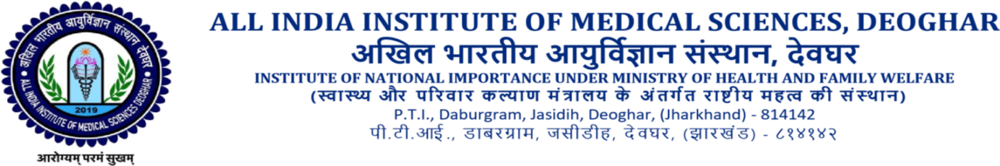 अखिल भारतीय आयुर्विज्ञान संस्थान देवघर
ALL INDIA INSTITUTE OF MEDICAL SCIENCES DEOGHAR
2019
आरोग्यम् परमं सुखम्
ALL INDIA INSTITUTE OF MEDICAL SCIENCES, DEOGHAR
अखिल भारतीय आयुर्विज्ञान संस्थान, देवघर
INSTITUTE OF NATIONAL IMPORTANCE UNDER MINISTRY OF HEALTH AND FAMILY WELFARE
(स्वास्थ्य और परिवार कल्याण मंत्रालय के अंतर्गत राष्ट्रीय महत्व की संस्थान)
P.T.I., Daburgram, Jasidih, Deoghar, (Jharkhand) - 814142
पी.टी.आई., डाबरग्राम, जसीडीह, देवघर, (झारखंड) - ८१४१४२